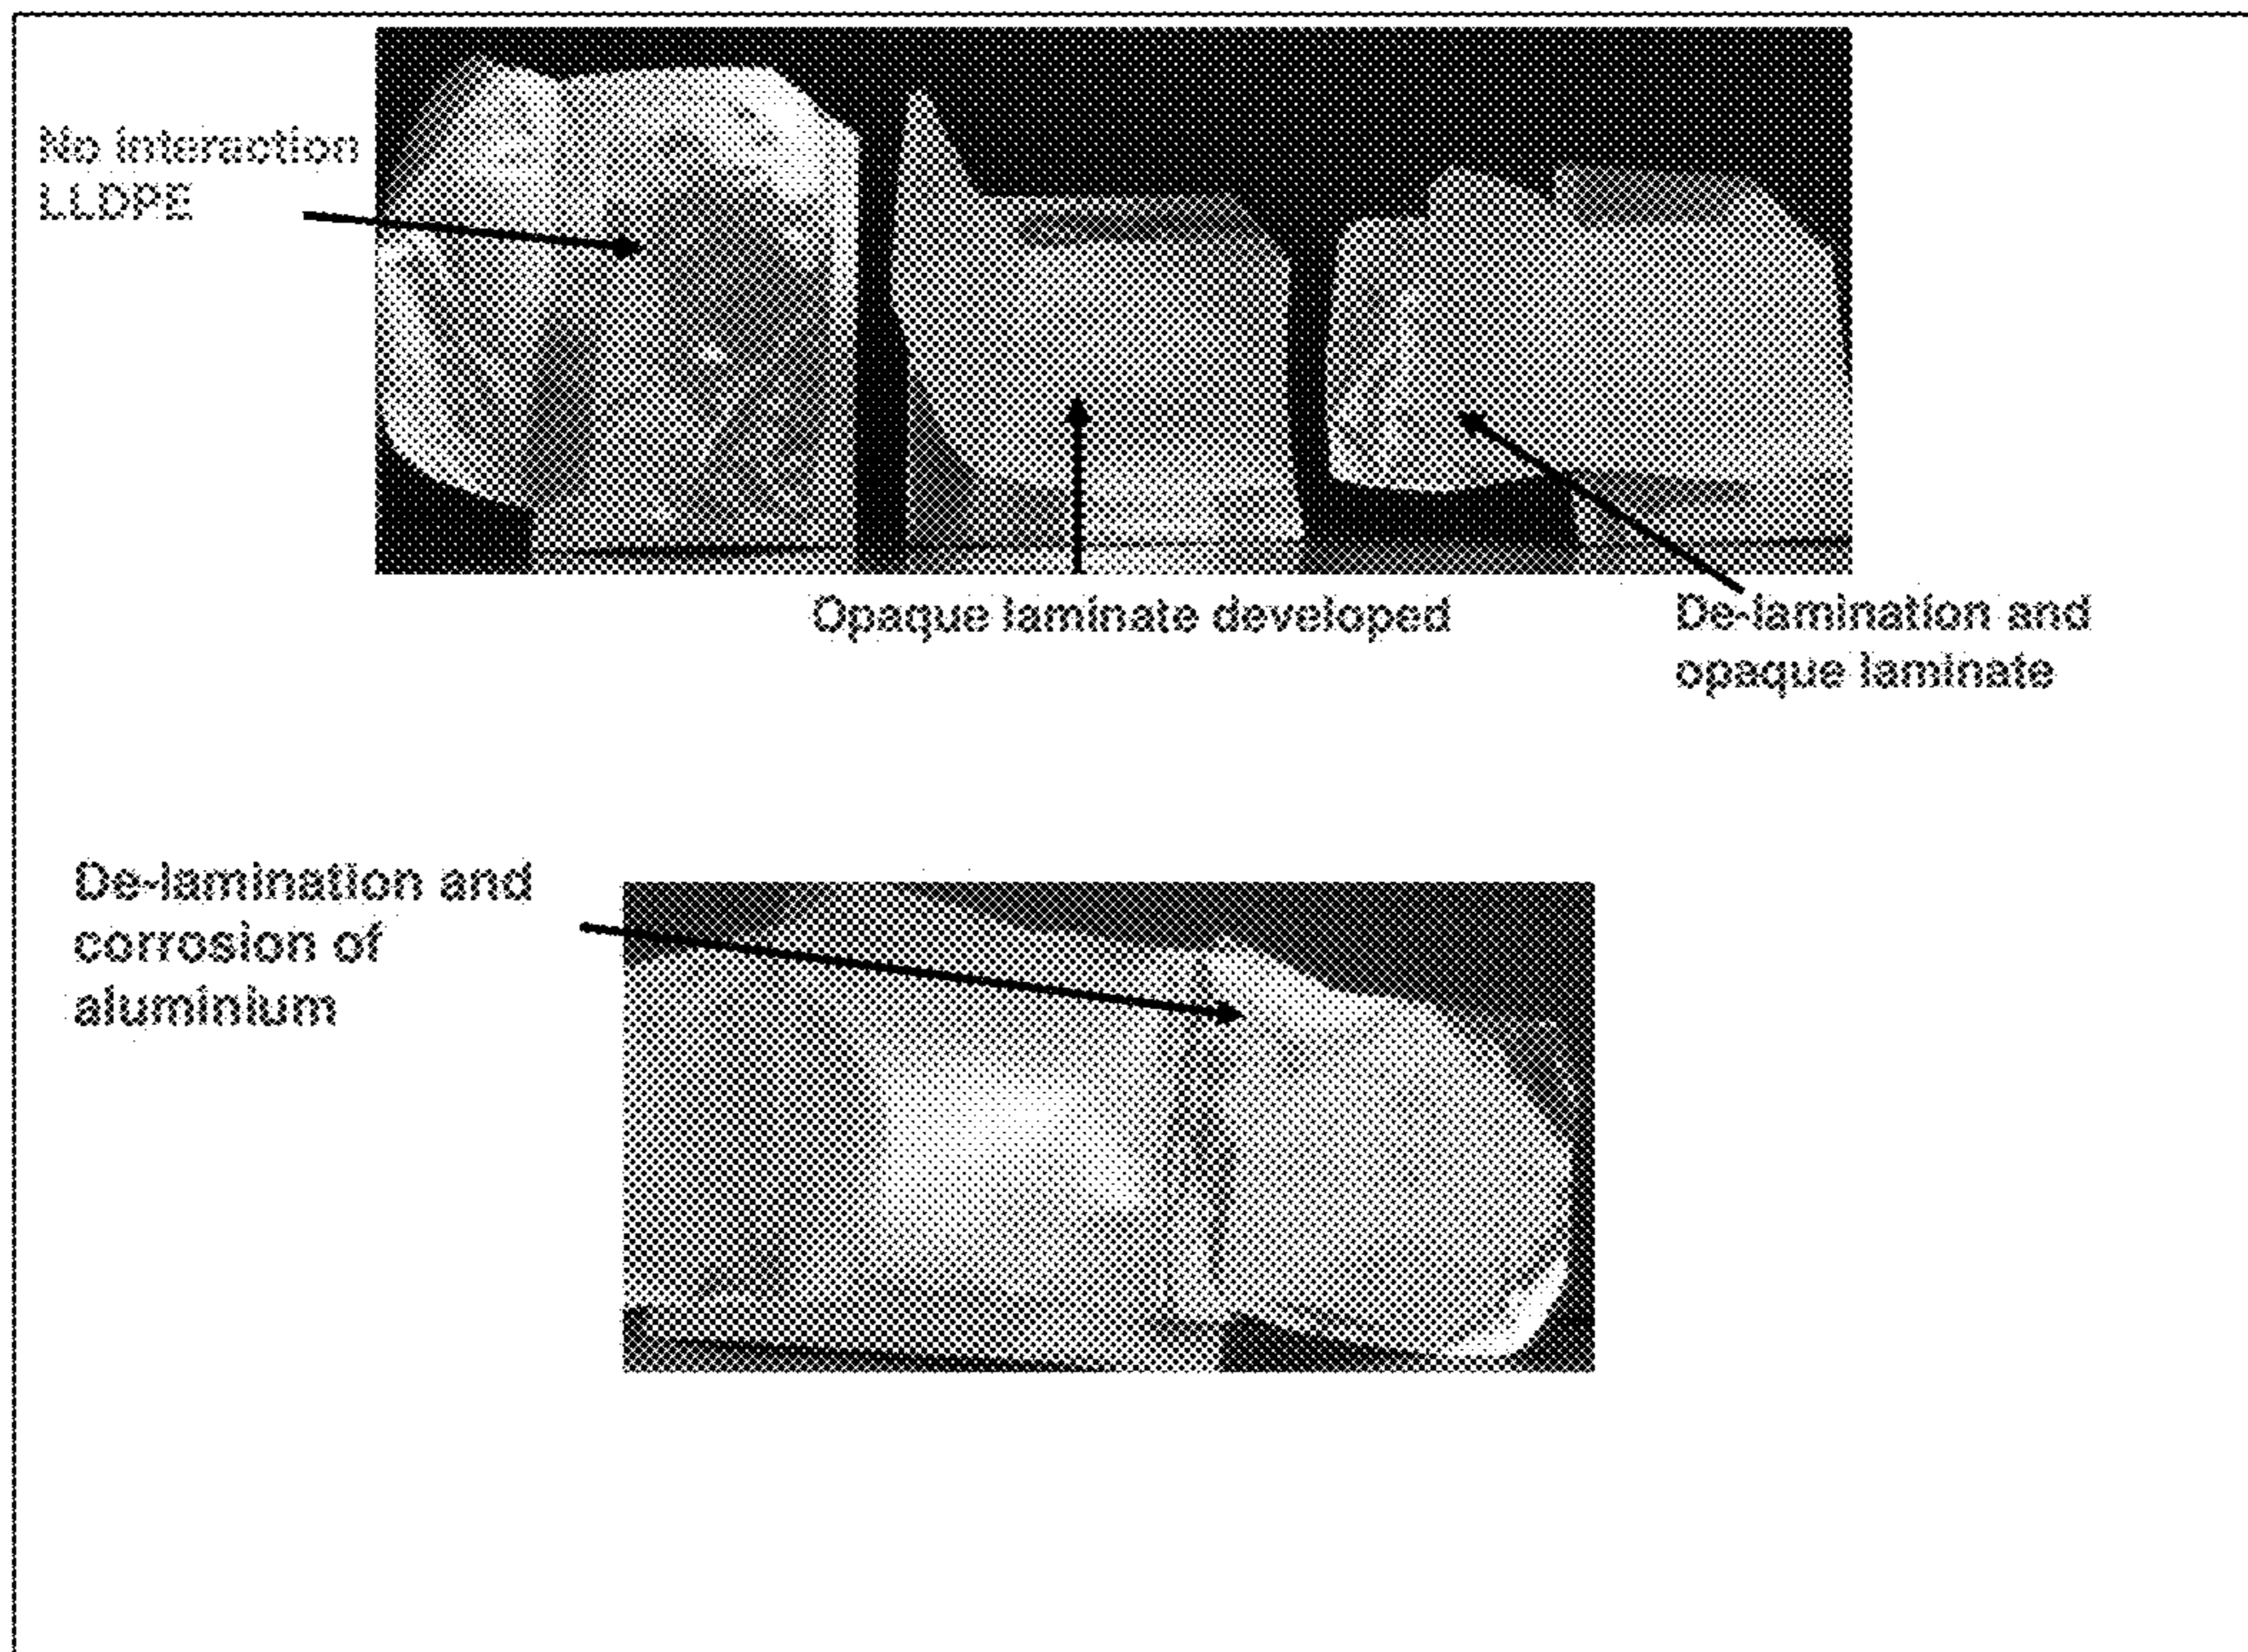 No interaction
LLDPE
Opaque laminate developed
De-lamination and
opaque laminate
De-lamination and
corrosion of
aluminium